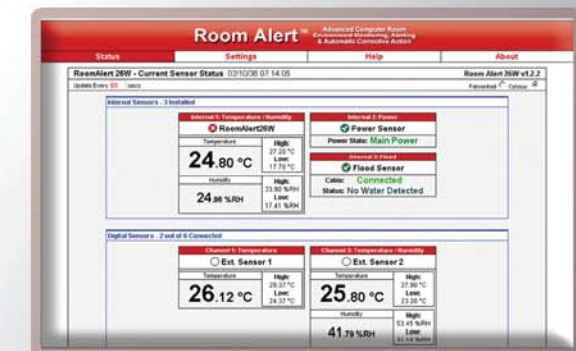 Room Alert™
Advanced Computer Room
Environment Monitoring, Alerting
& Automatic Corrective Action
Status Settings Help About
RoomAlert 26W - Current Sensor Status 02/10/38 07:14:05 Room Alert 26W v1.2.2
Update Every 60 secs Fahrenheit Celsius
Internal Sensors - 3 Installed
Internal 1: Temperature / Humidity
RoomAlert26W
Temperature
24.80 °C
High:
27.20 °C
Low:
17.70 °C
Humidity
24.96 %RH
High:
33.90 %RH
Low:
17.41 %RH
Internal 2: Power
Power Sensor
Power State: Main Power
Internal 3: Flood
Flood Sensor
Cable: Connected
Status: No Water Detected
Digital Sensors - 2 out of 6 Connected
Channel 1: Temperature
Ext. Sensor 1
Temperature
26.12 °C
High:
29.37 °C
Low:
24.37 °C
Channel 2: Temperature / Humidity
Ext. Sensor 2
Temperature
25.80 °C
High:
27.90 °C
Low:
23.20 °C
Humidity
41.79 %RH
High:
53.45 %RH
Low: